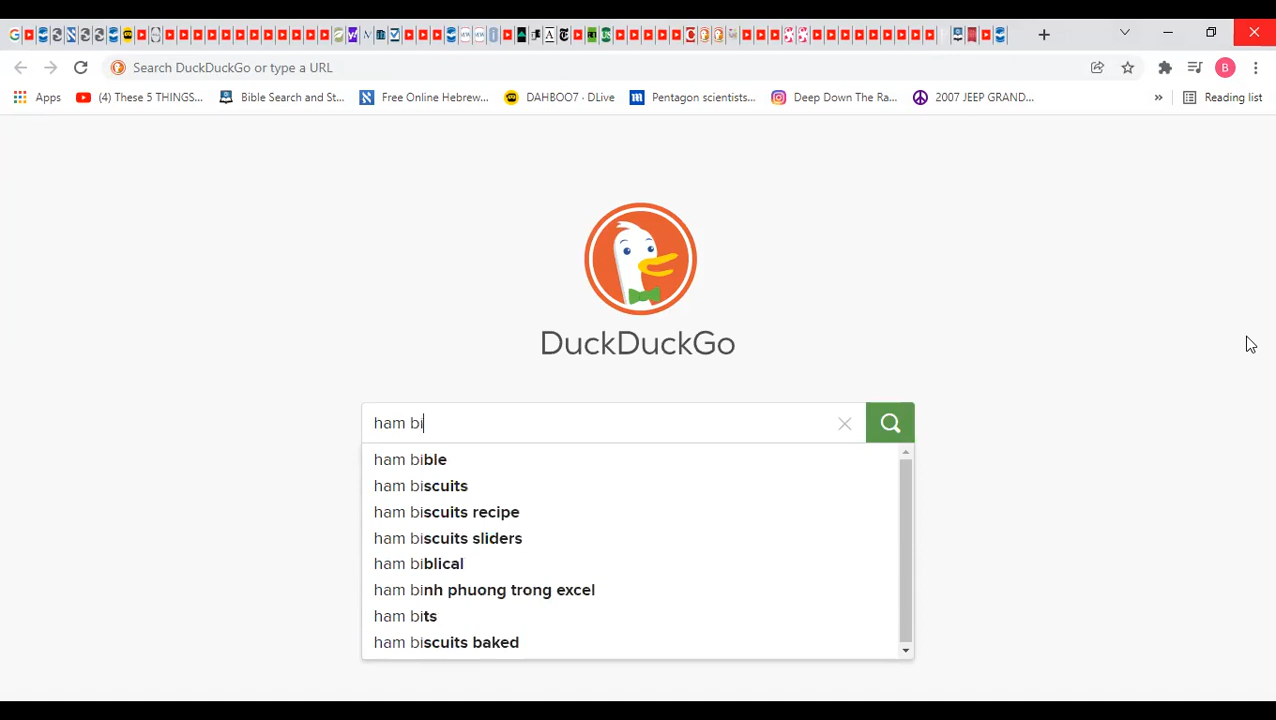 Search DuckDuckGo or type a URL
B
Apps
(4) These 5 THINGS...
Bible Search and St...
Free Online Hebrew...
DAHBOO7 · DLive
Pentagon scientists...
Deep Down The Ra...
2007 JEEP GRAND...
»
Reading list
DuckDuckGo
ham bi
ham bible
ham biscuits
ham biscuits recipe
ham biscuits sliders
ham biblical
ham binh phuong trong excel
ham bits
ham biscuits baked